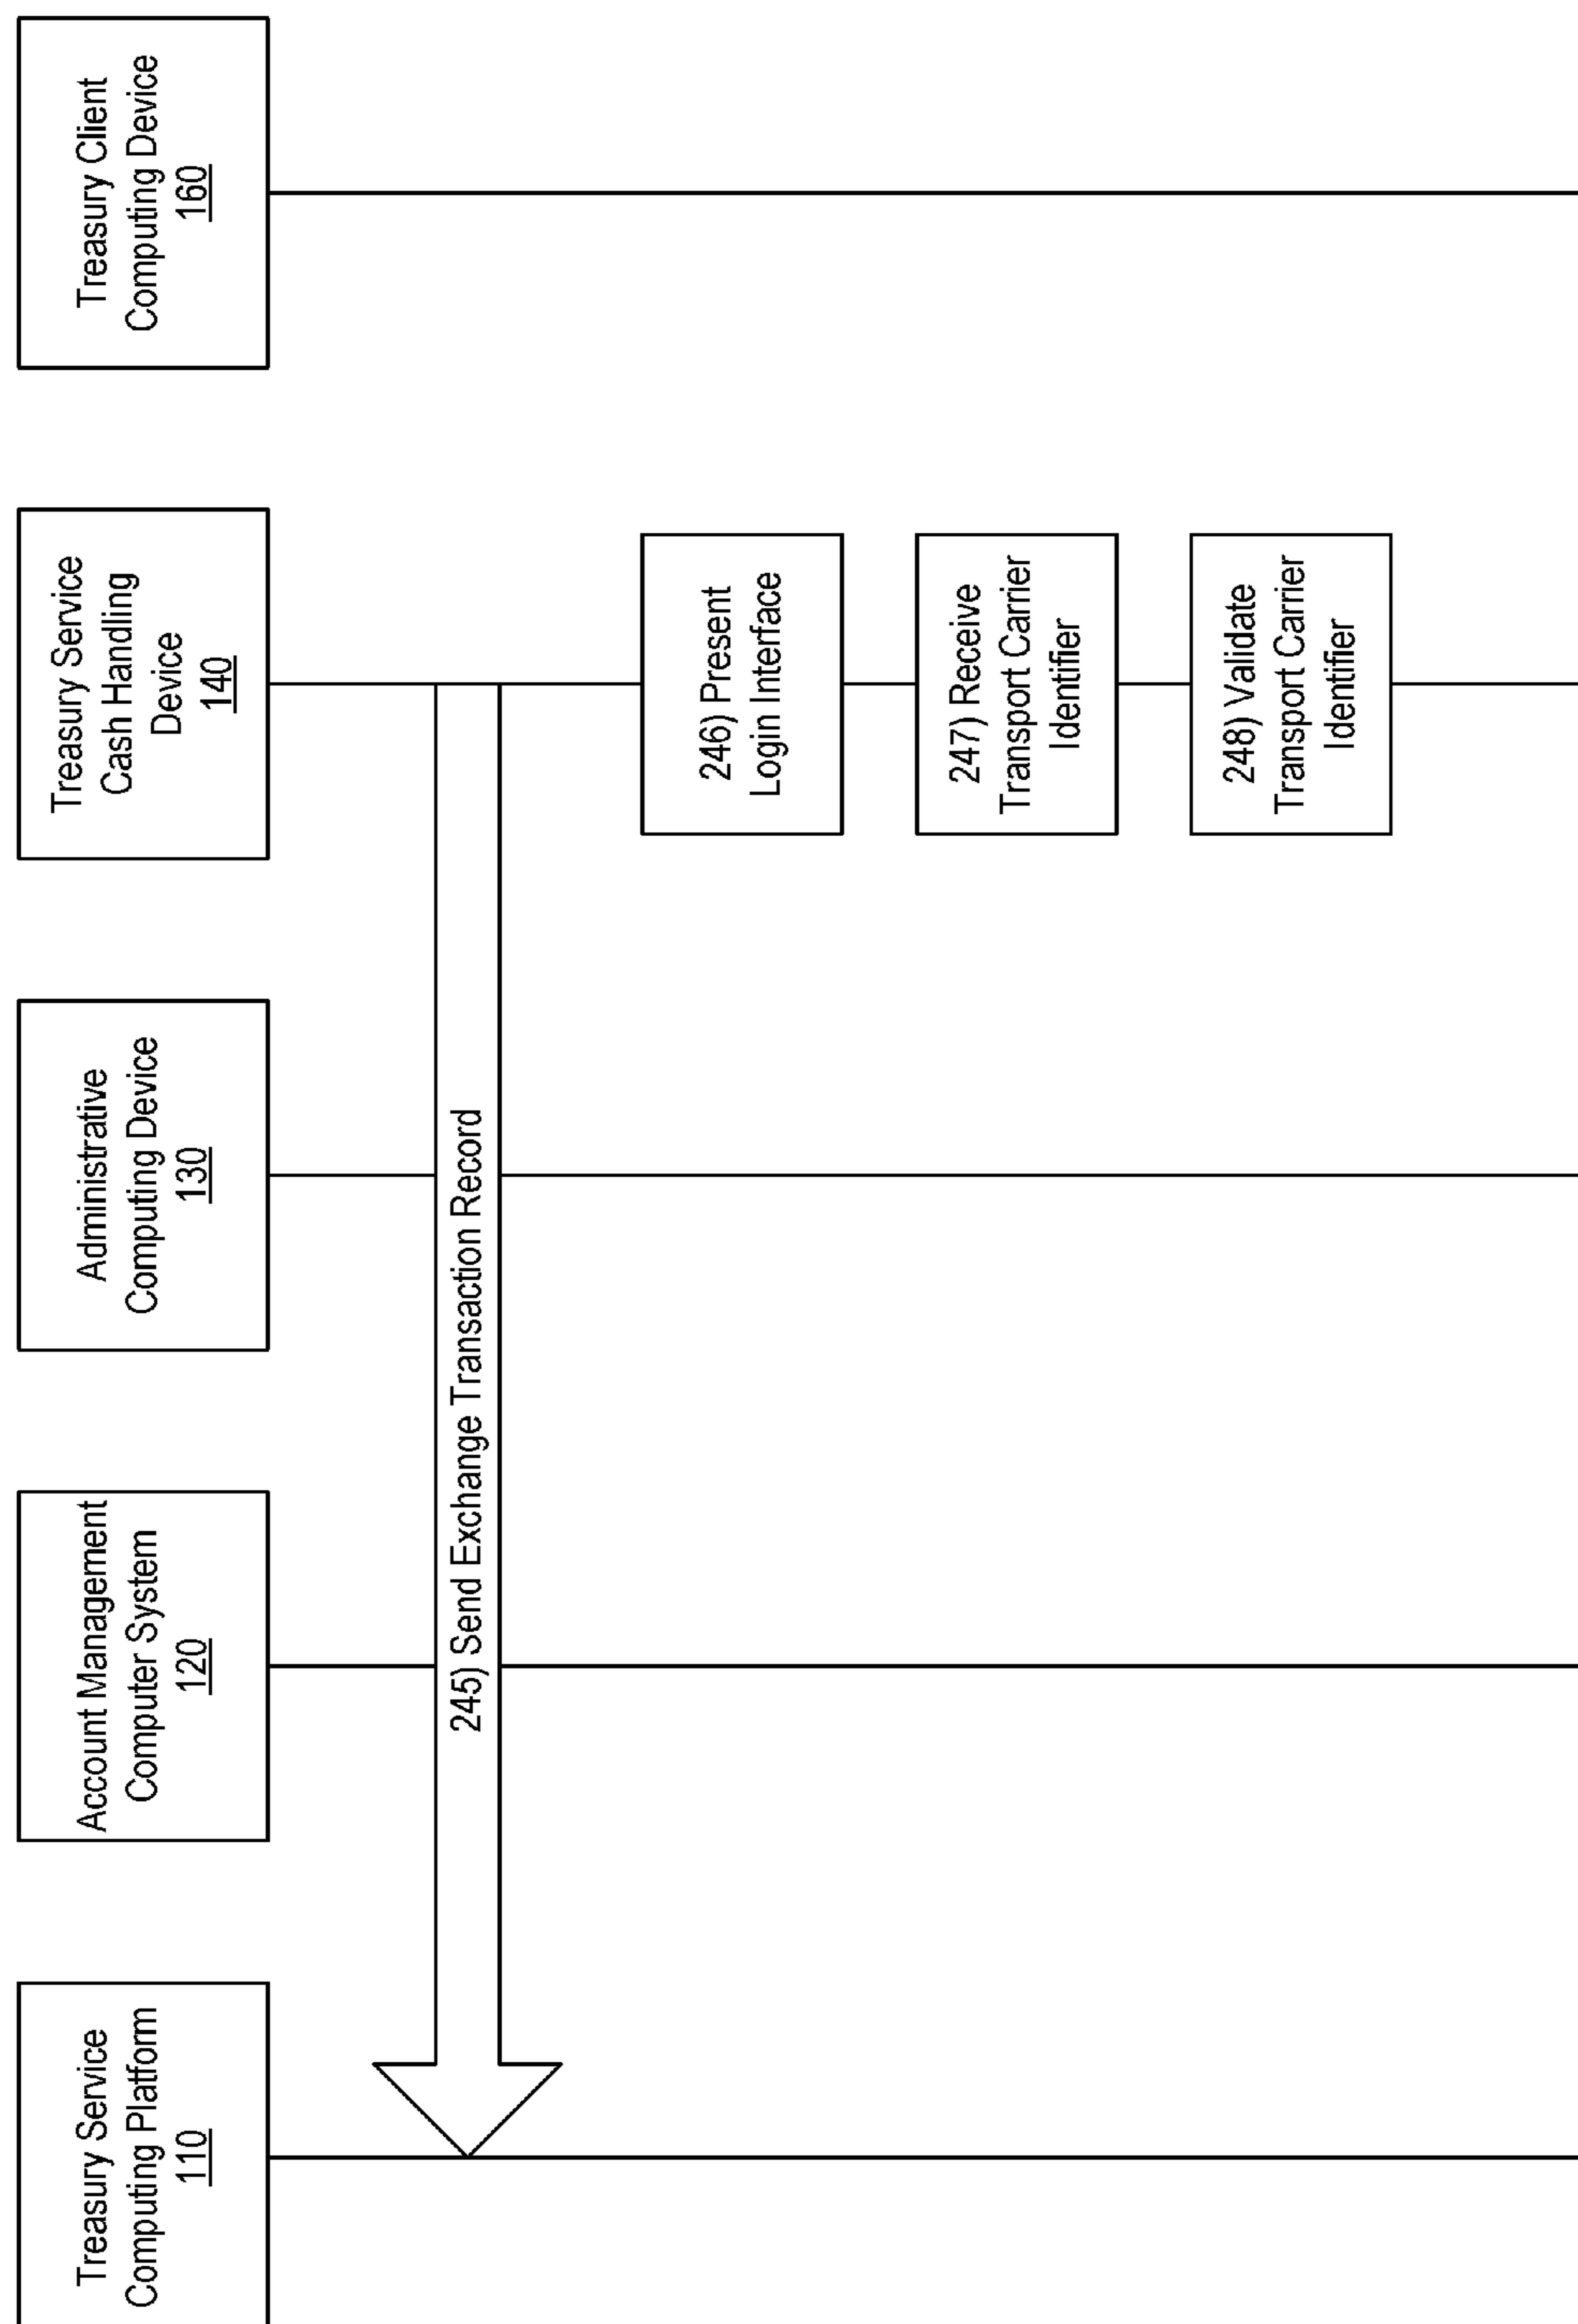 Treasury Service
Computing Platform
110
Account Management
Computer System
120
Administrative
Computing Device
130
Treasury Service
Cash Handling
Device
140
Treasury Client
Computing Device
160
245) Send Exchange Transaction Record
246) Present
Login Interface
247) Receive
Transport Carrier
Identifier
248) Validate
Transport Carrier
Identifier